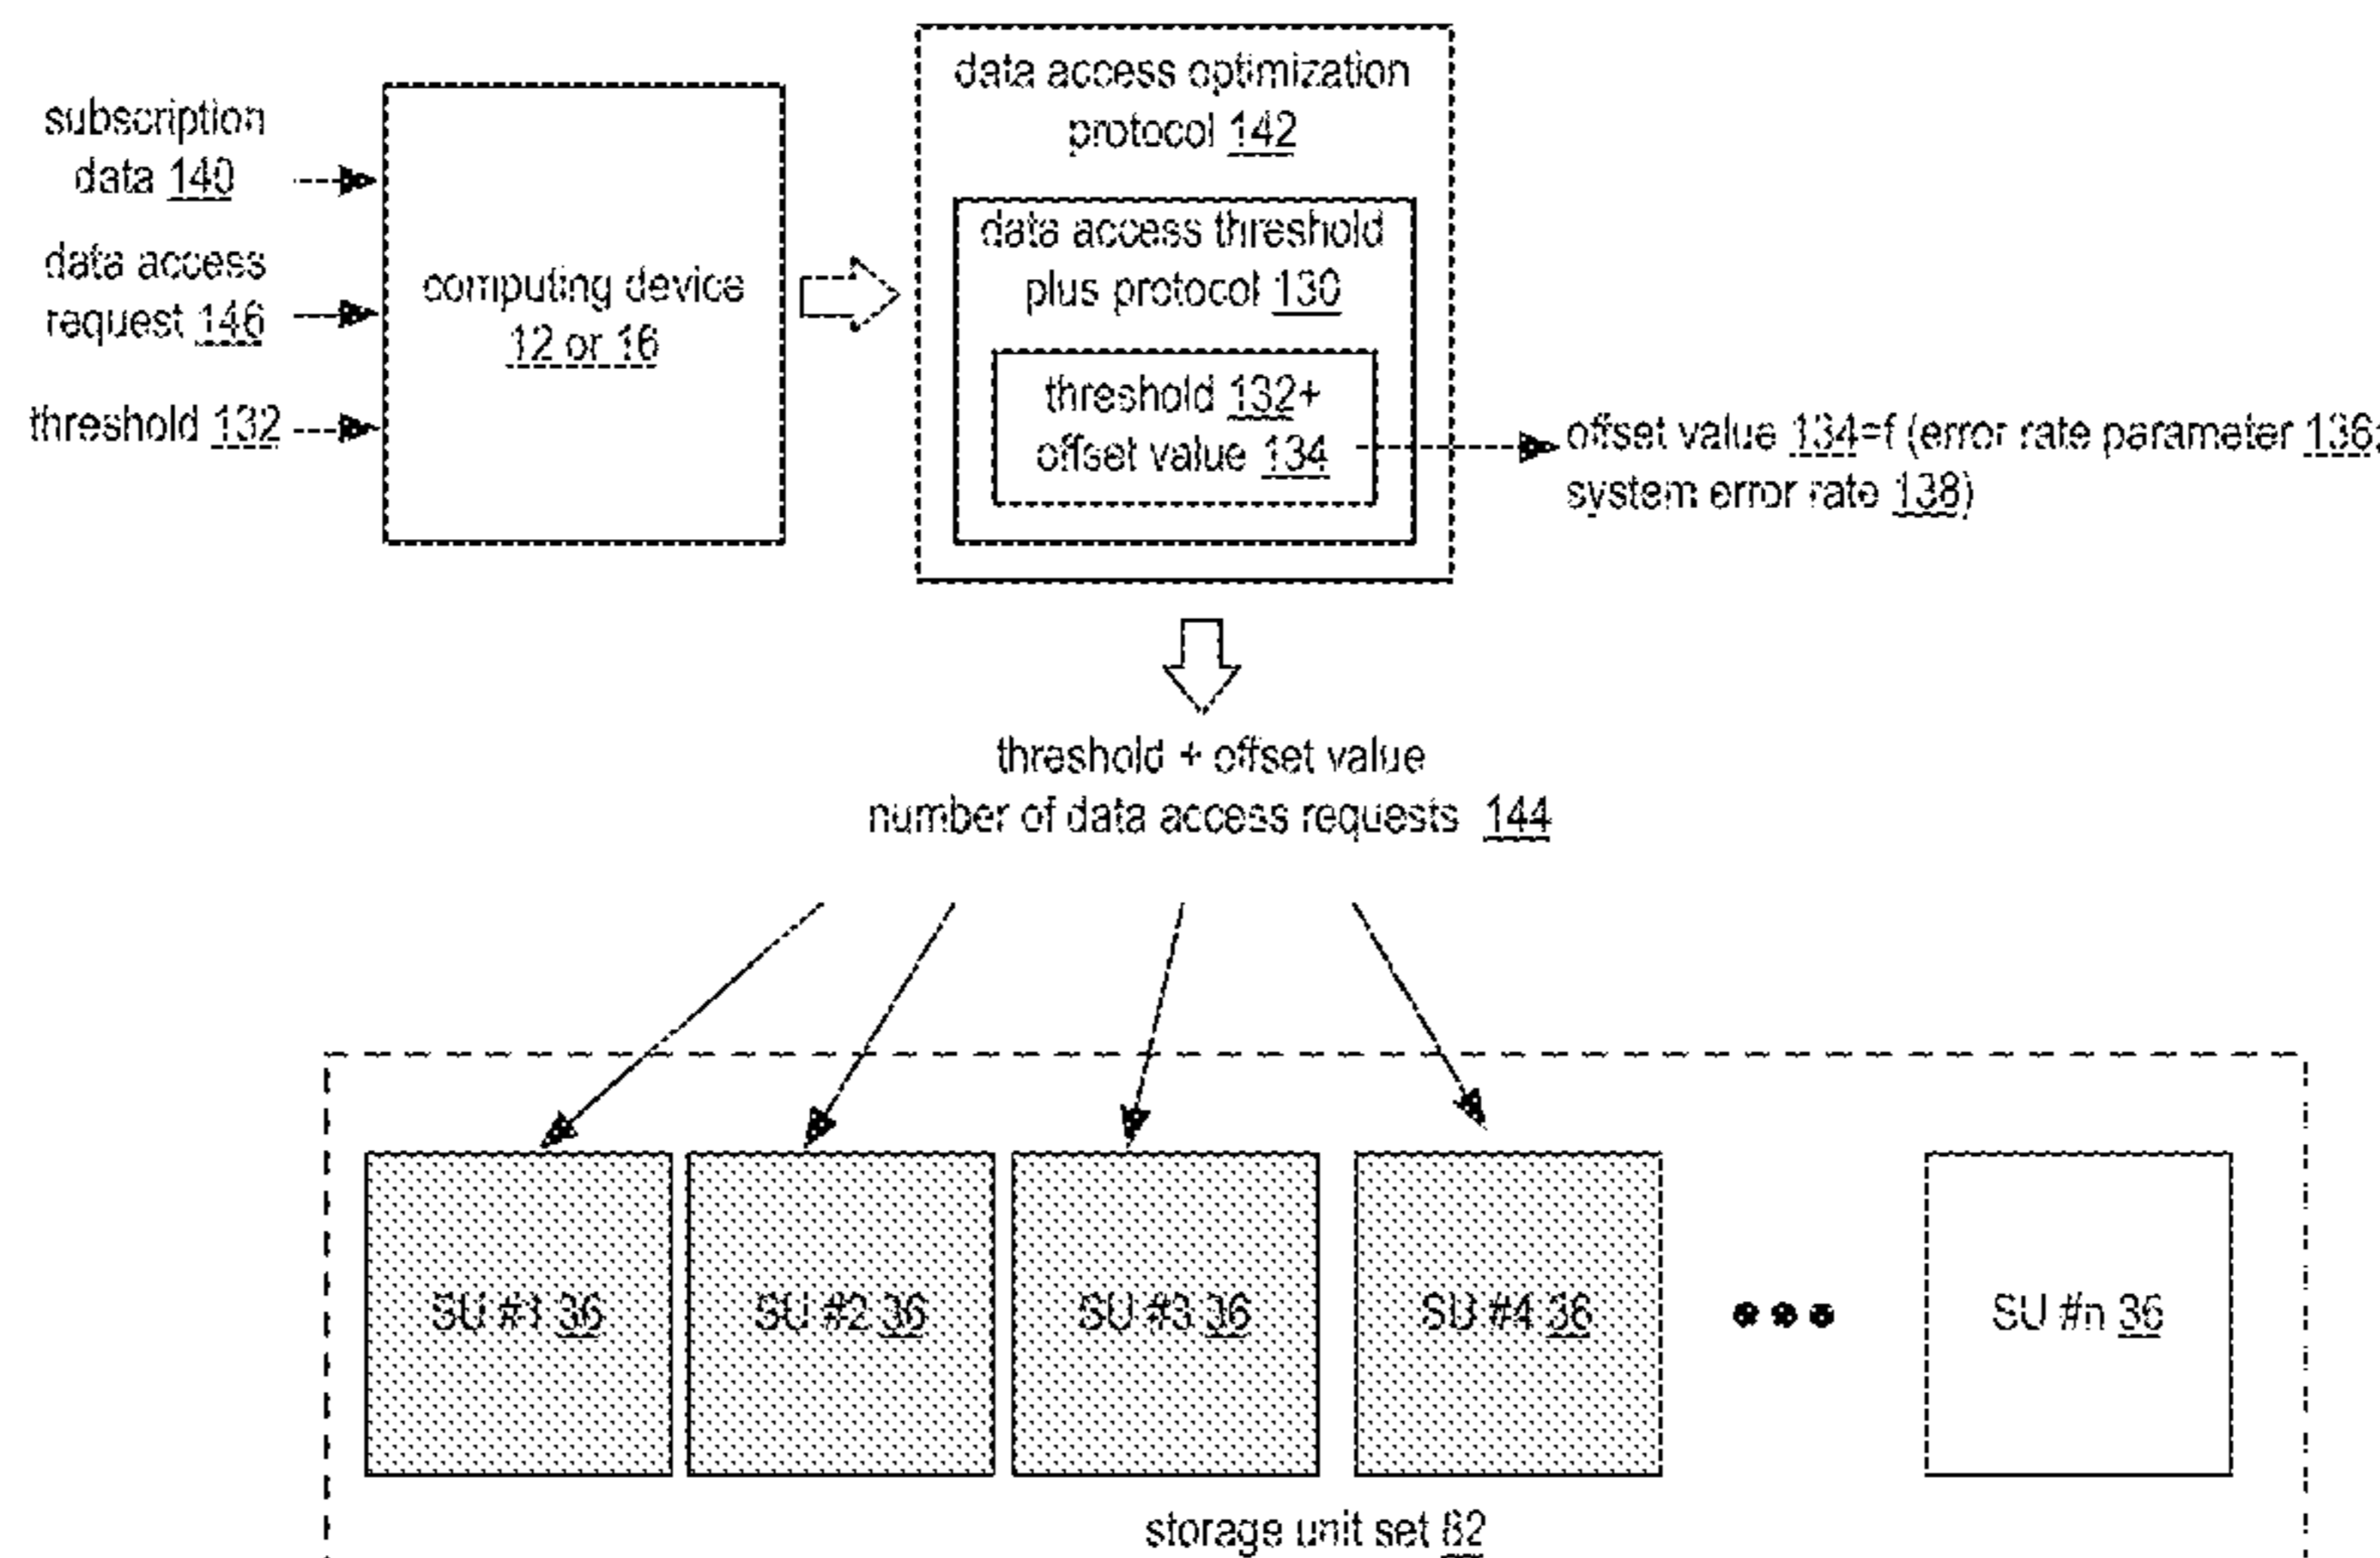 subscription
data 140
data access
request 146
threshold 132
computing device
12 or 16
data access optimization
protocol 142
data access threshold
plus protocol 130
threshold 132+
offset value 134
offset value 134=f (error rate parameter 136;
system error rate 138)
threshold + offset value
number of data access requests 144
SU #1 36
SU #2 36
SU #3 36
SU #4 36
SU #n 36
storage unit set 82